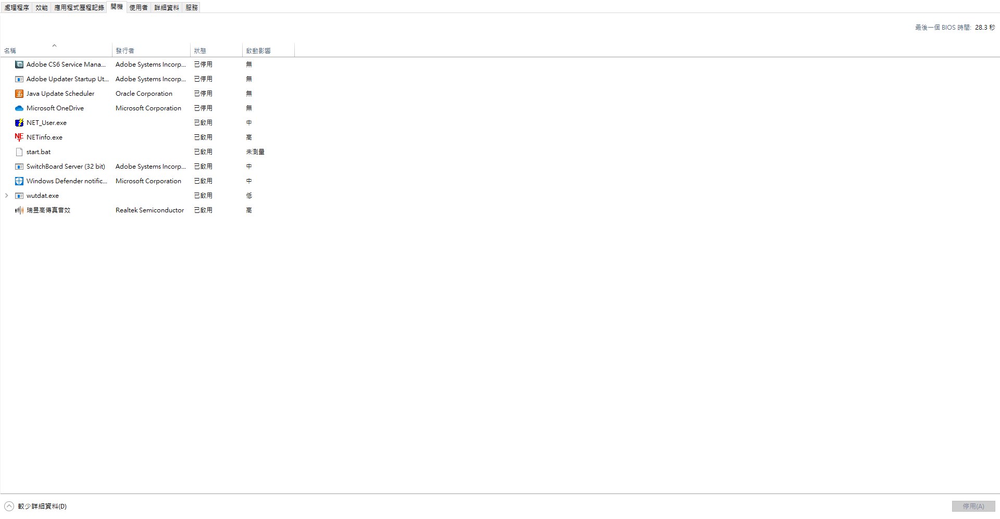 處理程序 效能 應用程式歷程記錄 開機 使用者 詳細資料 服務
最後一個 BIOS 時間: 28.3 秒
名稱 發行者 狀態 啟動影響
Adobe CS6 Service Mana... Adobe Systems Incorp... 已停用 無
Adobe Updater Startup Ut... Adobe Systems Incorp... 已停用 無
Java Update Scheduler Oracle Corporation 已停用 無
Microsoft OneDrive Microsoft Corporation 已停用 無
NET_User.exe 已啟用 中
NETinfo.exe 已啟用 高
start.bat 已啟用 未測量
SwitchBoard Server (32 bit) Adobe Systems Incorp... 已啟用 中
Windows Defender notific... Microsoft Corporation 已啟用 中
wutdat.exe 已啟用 低
瑞昱高傳真音效 Realtek Semiconductor 已啟用 高
較少詳細資料(D) 停用(A)